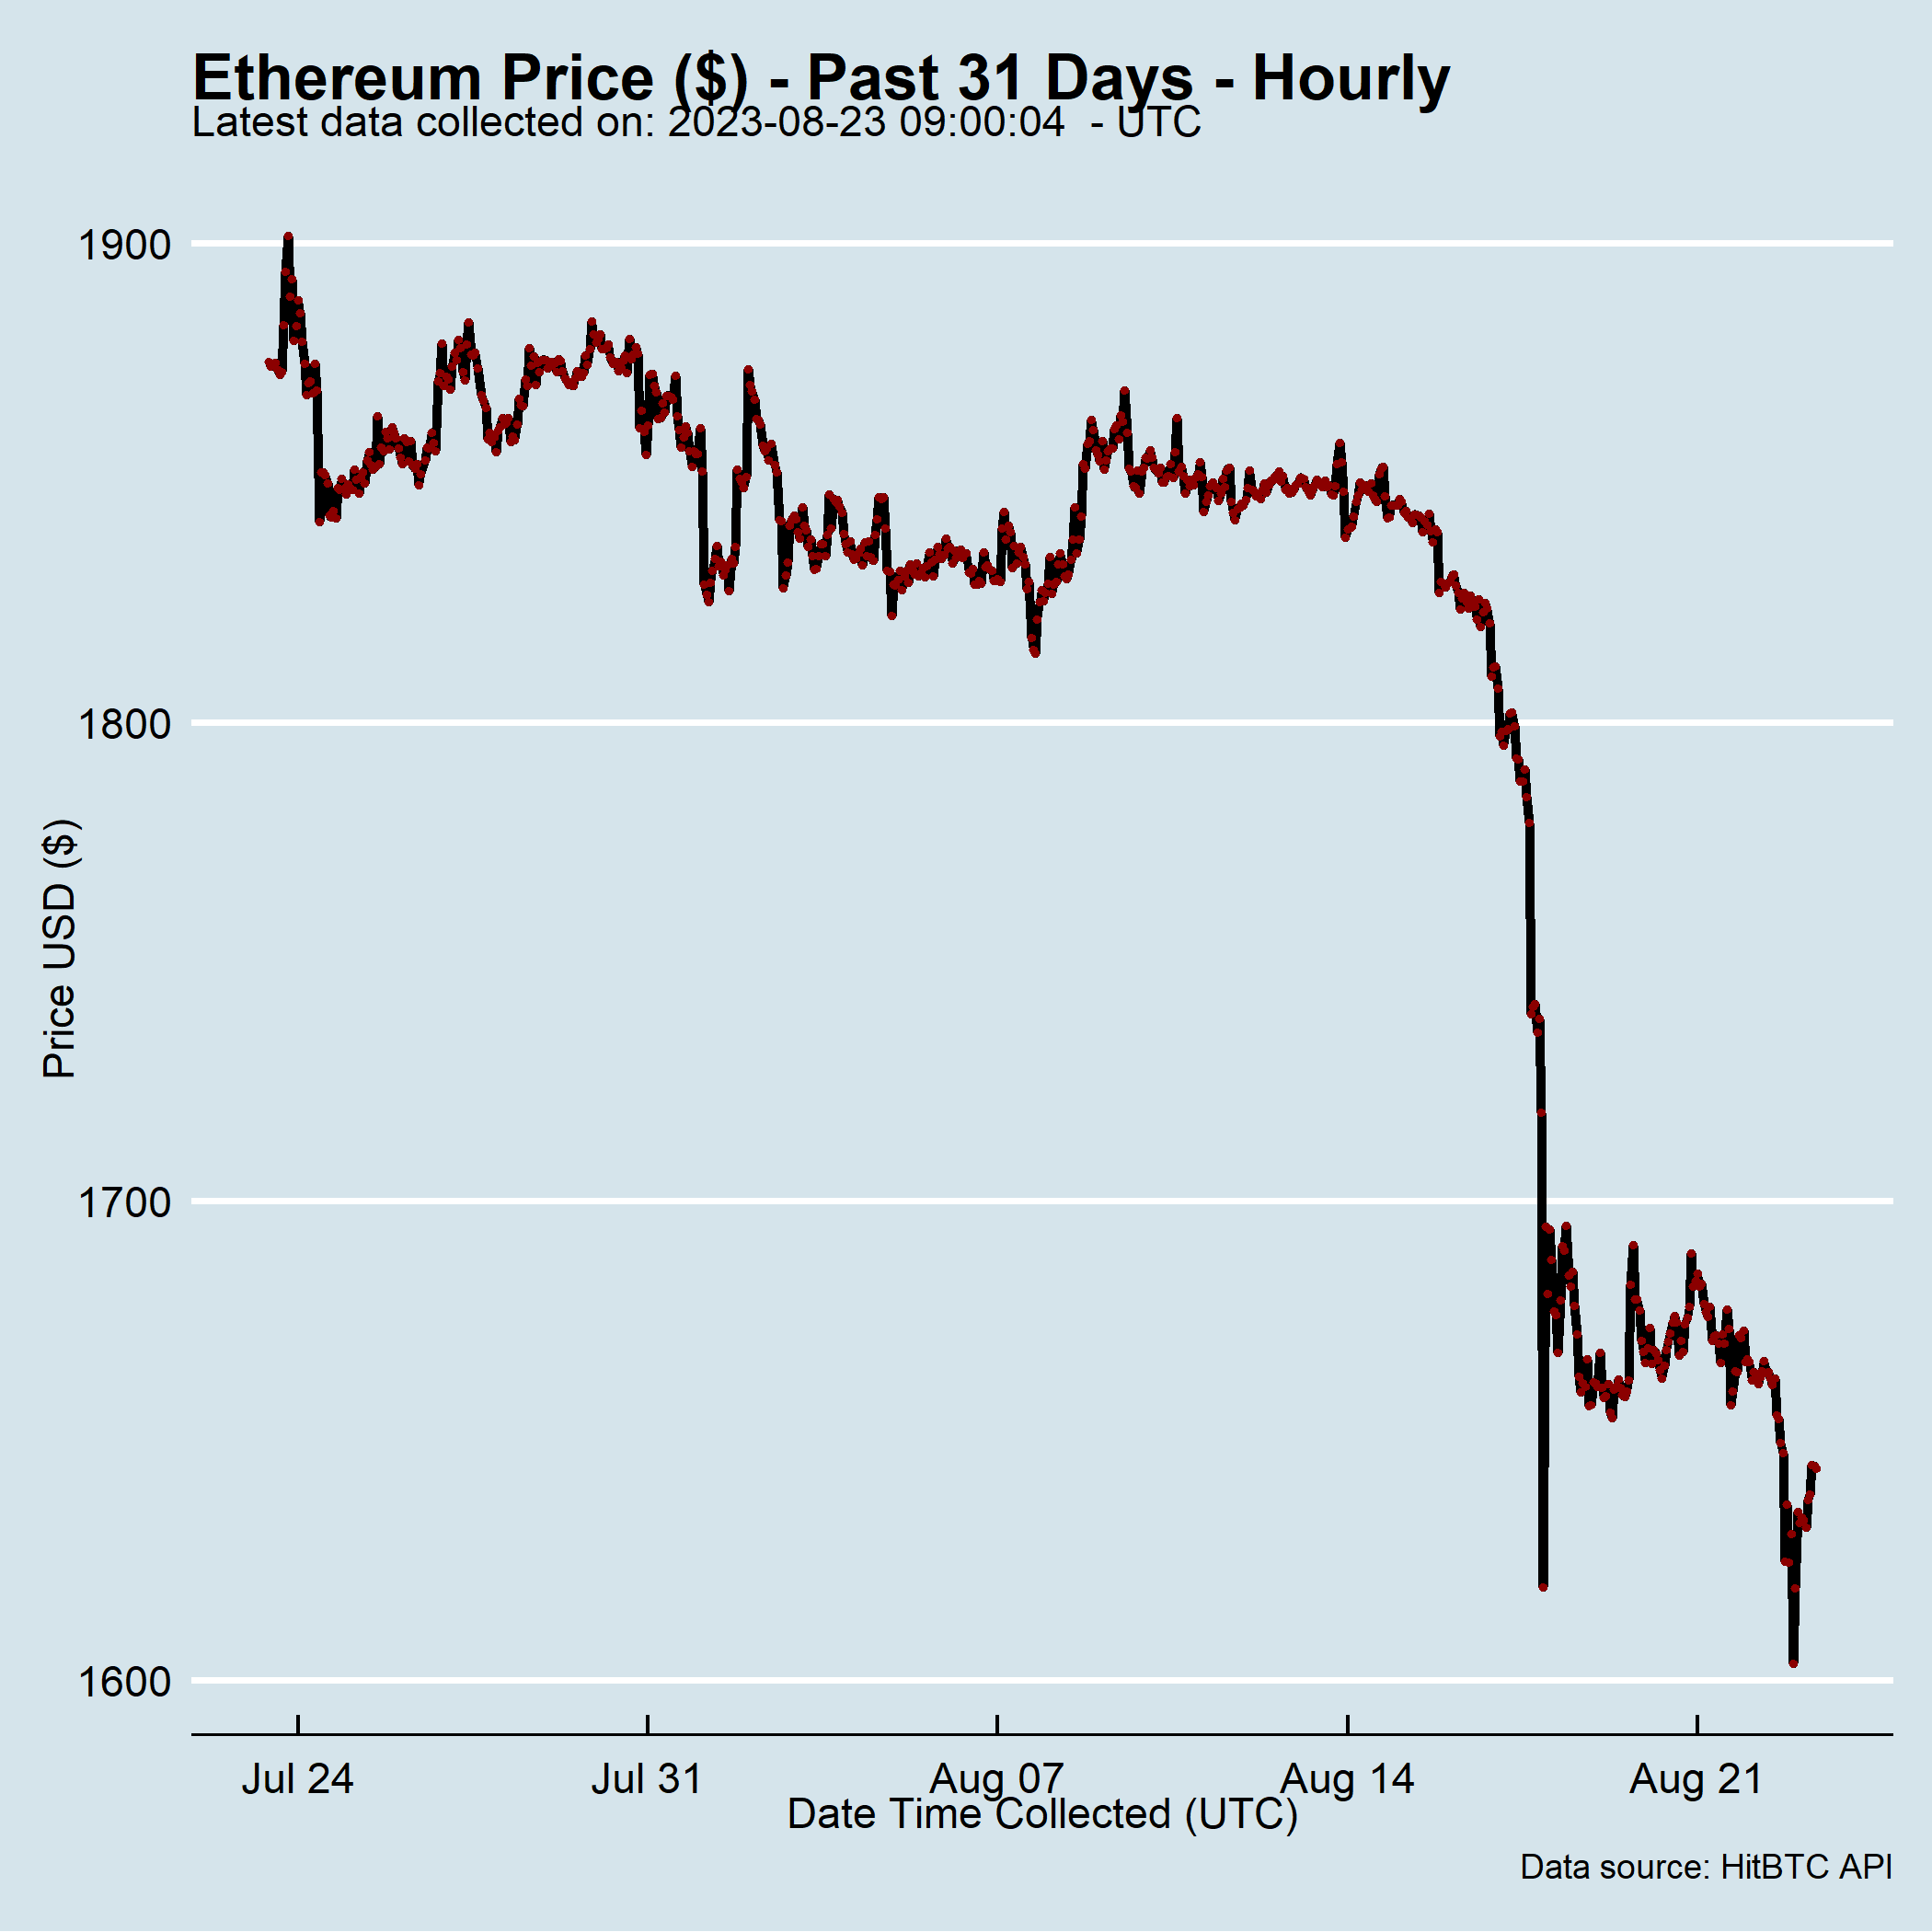 Ethereum Price ($) - Past 31 Days - Hourly
Latest data collected on: 2023-08-23 09:00:04  - UTC
1900
1800
1700
1600
Price USD ($)
Jul 24
Jul 31
Aug 07
Aug 14
Aug 21
Date Time Collected (UTC)
Data source: HitBTC API